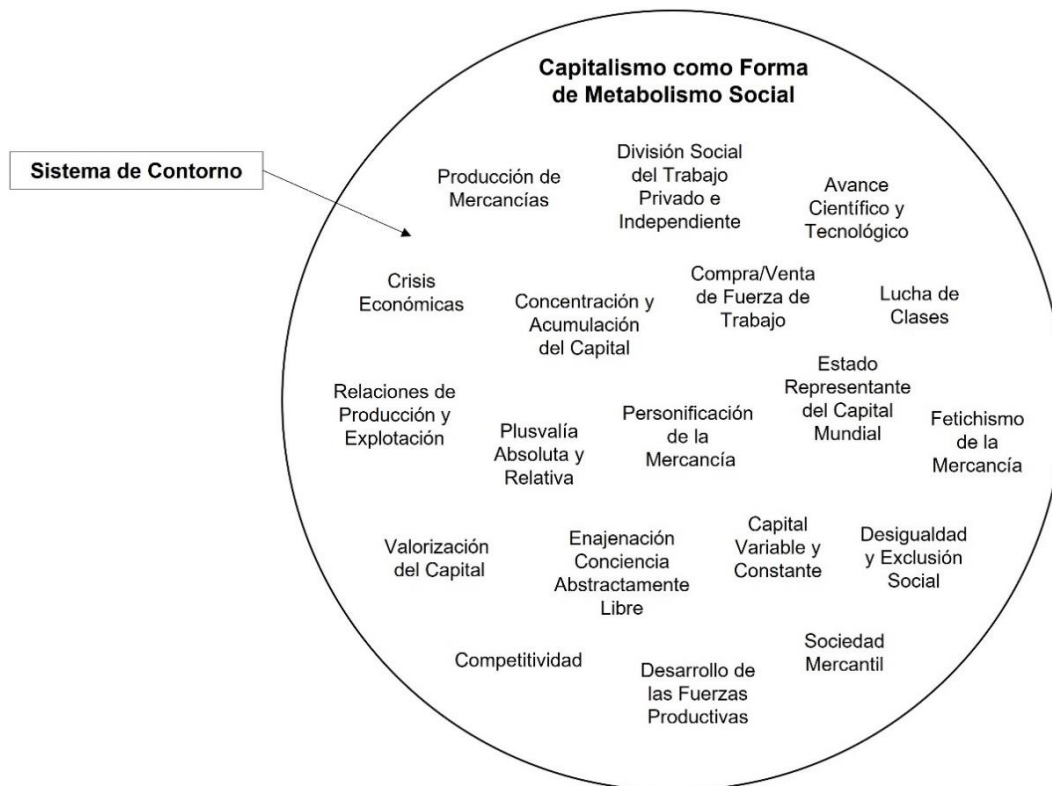 Capitalismo como Forma
de Metabolismo Social
Sistema de Contorno
Producción de
Mercancías
División Social
del Trabajo
Privado e
Independiente
Avance
Científico y
Tecnológico
Crisis
Económicas
Concentración y
Acumulación
del Capital
Compra/Venta
de Fuerza de
Trabajo
Lucha de
Clases
Relaciones de
Producción y
Explotación
Plusvalía
Absoluta y
Relativa
Personificación
de la
Mercancía
Estado
Representante
del Capital
Mundial
Fetichismo
de la
Mercancía
Valorización
del Capital
Enajenación
Conciencia
Abstractamente
Libre
Capital
Variable y
Constante
Desigualdad
y Exclusión
Social
Competitividad
Desarrollo de
las Fuerzas
Productivas
Sociedad
Mercantil